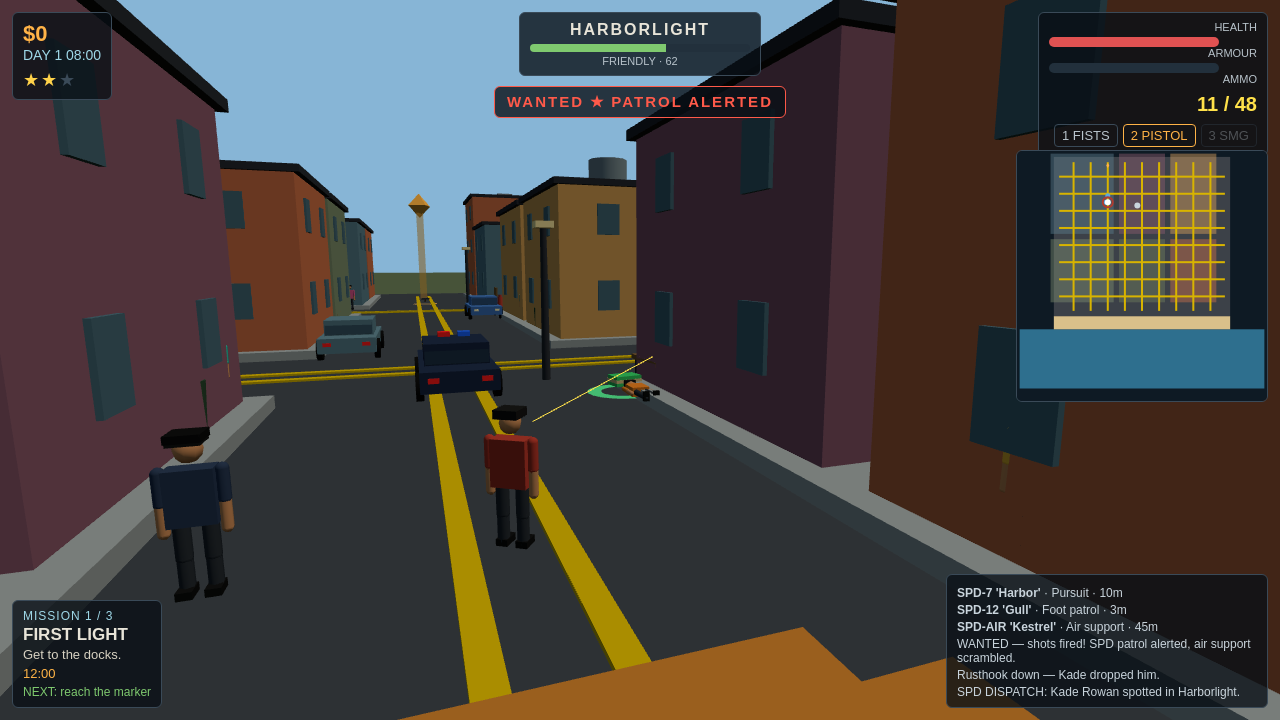 $0
DAY 1 08:00
★★★
HARBORLIGHT
FRIENDLY · 62
WANTED ★ PATROL ALERTED
HEALTH
ARMOUR
AMMO
11 / 48
1 FISTS
2 PISTOL
3 SMG
MISSION 1 / 3
FIRST LIGHT
Get to the docks.
12:00
NEXT: reach the marker
SPD-7 'Harbor' · Pursuit · 10m
SPD-12 'Gull' · Foot patrol · 3m
SPD-AIR 'Kestrel' · Air support · 45m
WANTED — shots fired! SPD patrol alerted, air support
scrambled.
Rusthook down — Kade dropped him.
SPD DISPATCH: Kade Rowan spotted in Harborlight.